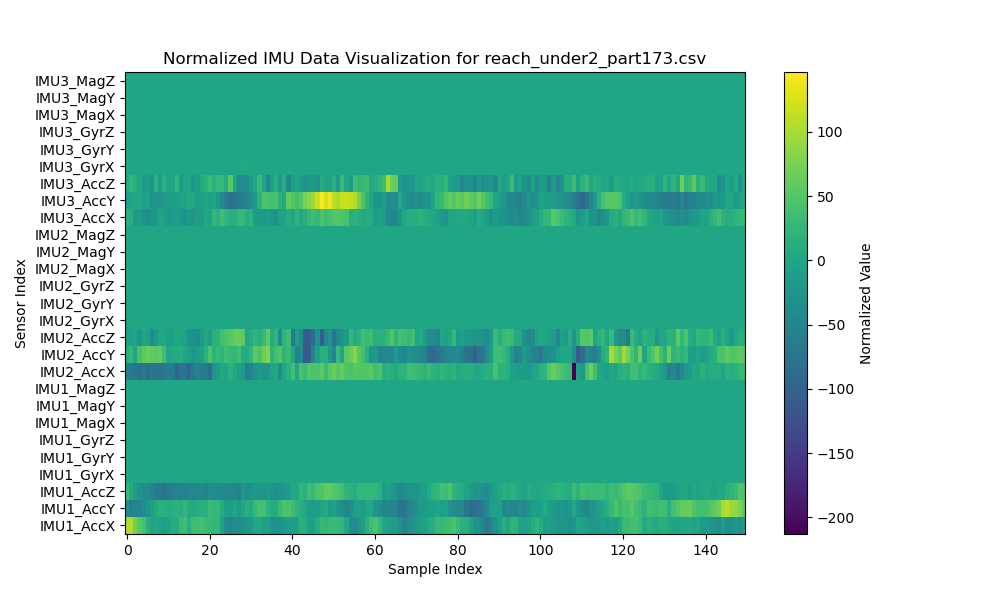 Normalized IMU Data Visualization for reach_under2_part173.csv
IMU3_MagZ
IMU3_MagY
IMU3_MagX
IMU3_GyrZ
IMU3_GyrY
IMU3_GyrX
IMU3_AccZ
IMU3_AccY
IMU3_AccX
IMU2_MagZ
IMU2_MagY
IMU2_MagX
IMU2_GyrZ
IMU2_GyrY
IMU2_GyrX
IMU2_AccZ
IMU2_AccY
IMU2_AccX
IMU1_MagZ
IMU1_MagY
IMU1_MagX
IMU1_GyrZ
IMU1_GyrY
IMU1_GyrX
IMU1_AccZ
IMU1_AccY
IMU1_AccX
Sensor Index
0 20 40 60 80 100 120 140
Sample Index
100
50
0
−50
−100
−150
−200
Normalized Value